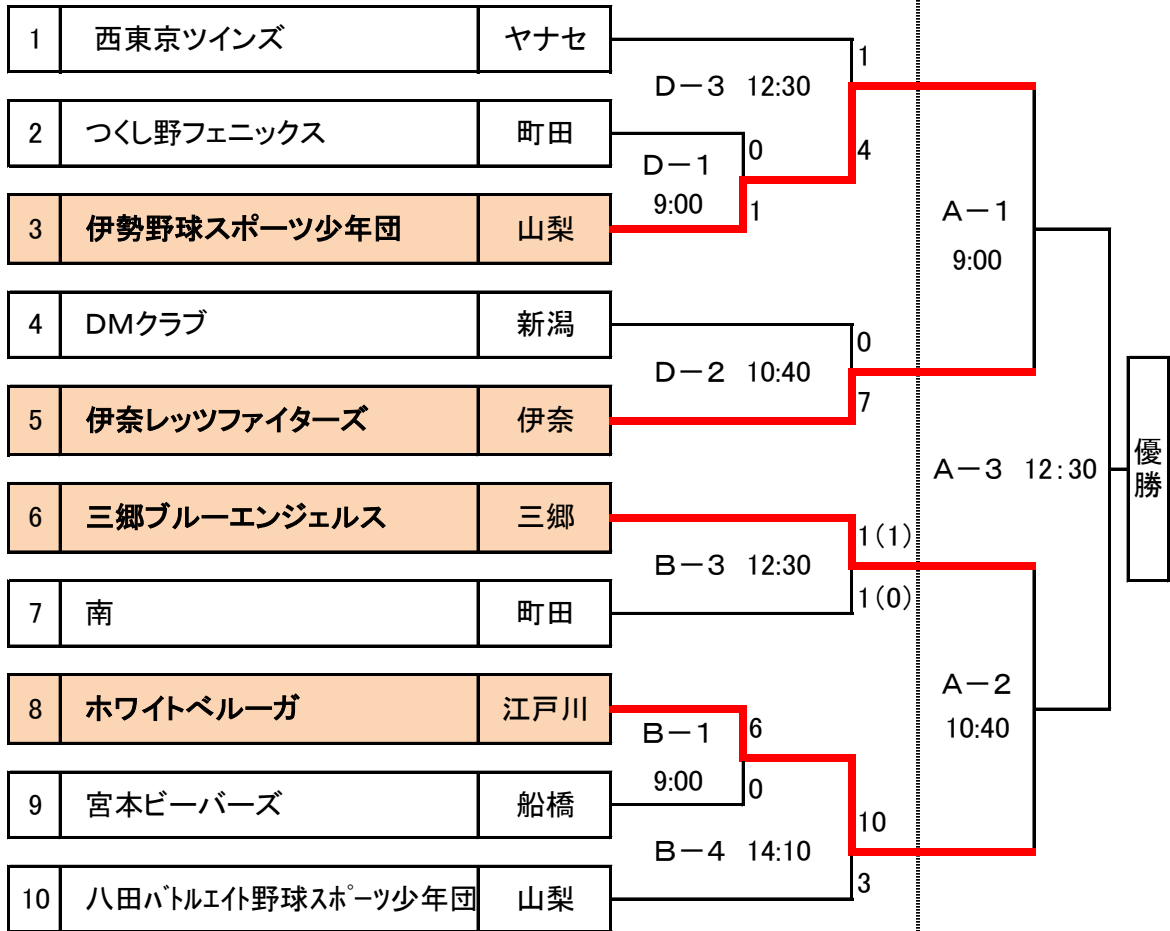 1 西東京ツインズ ヤナセ
1
D－3 12:30
2 つくし野フェニックス 町田
0
4
D－1
9:00
1
3 伊勢野球スポーツ少年団 山梨
A－1
9:00
4 DMクラブ 新潟
0
D－2 10:40
7
5 伊奈レッツファイターズ 伊奈
A－3 12:30
優勝
6 三郷ブルーエンジェルス 三郷
1(1)
B－3 12:30
1(0)
7 南 町田
A－2
10:40
8 ホワイトベルーガ 江戸川
6
B－1
9:00
0
9 宮本ビーバーズ 船橋
10
B－4 14:10
3
10 八田バトルエイト野球スポーツ少年団 山梨